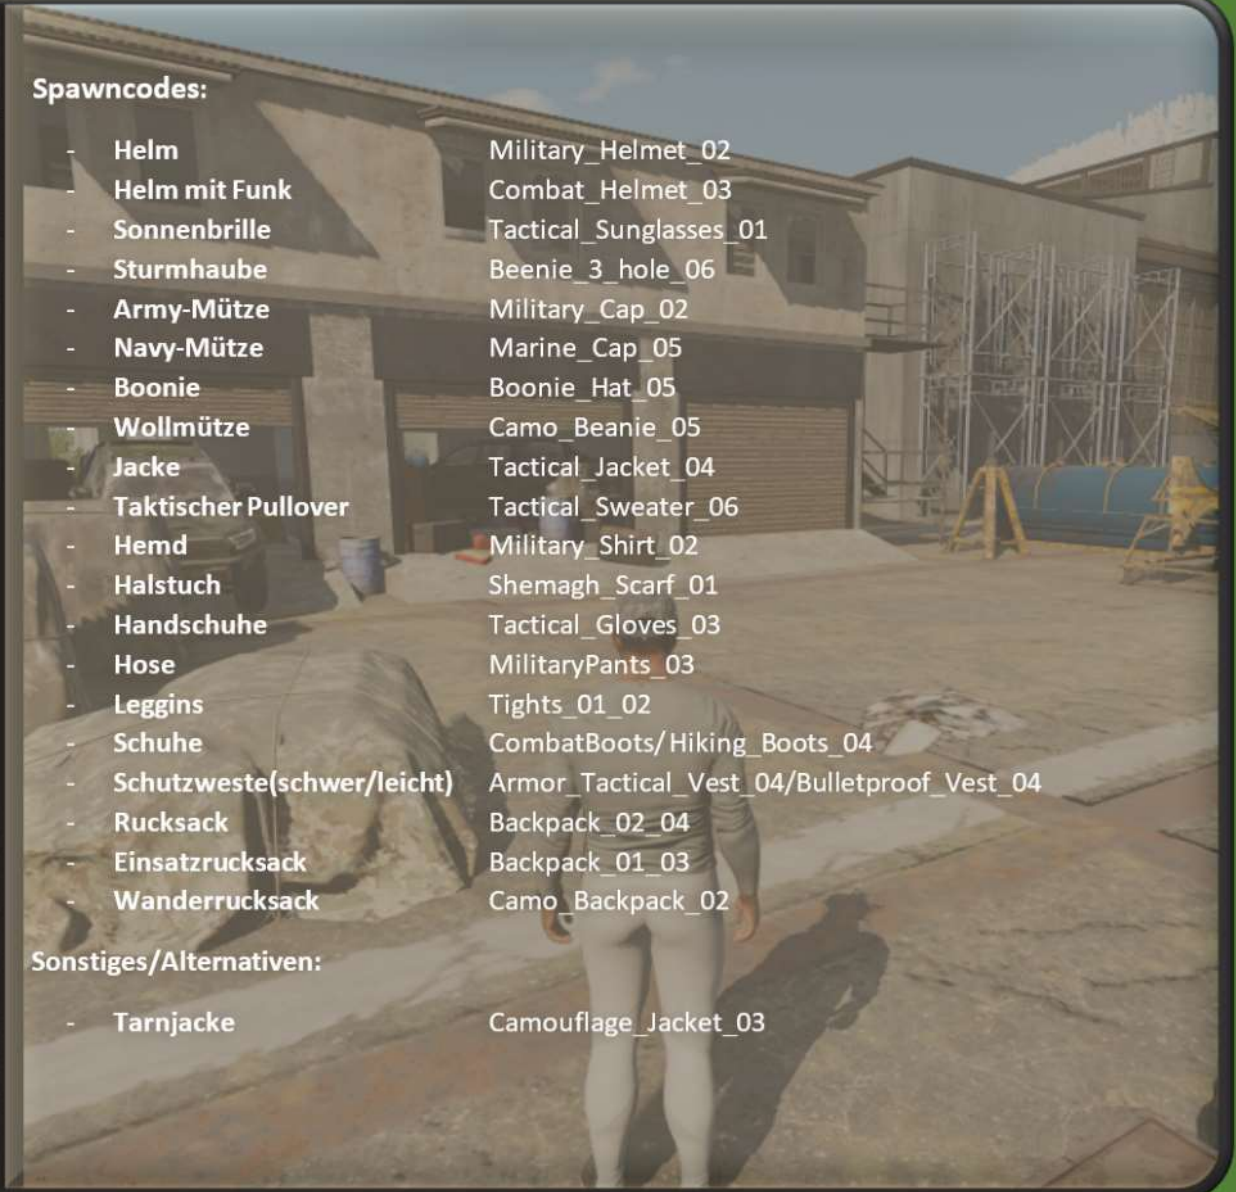 Spawncodes:
- Helm Military_Helmet_02
- Helm mit Funk Combat_Helmet_03
- Sonnenbrille Tactical_Sunglasses_01
- Sturmhaube Beenie_3_hole_06
- Army-Mütze Military_Cap_02
- Navy-Mütze Marine_Cap_05
- Boonie Boonie_Hat_05
- Wollmütze Camo_Beanie_05
- Jacke Tactical_Jacket_04
- Taktischer Pullover Tactical_Sweater_06
- Hemd Military_Shirt_02
- Halstuch Shemagh_Scarf_01
- Handschuhe Tactical_Gloves_03
- Hose MilitaryPants_03
- Leggins Tights_01_02
- Schuhe CombatBoots/Hiking_Boots_04
- Schutzweste(schwer/leicht) Armor_Tactical_Vest_04/Bulletproof_Vest_04
- Rucksack Backpack_02_04
- Einsatzrucksack Backpack_01_03
- Wanderrucksack Camo_Backpack_02
Sonstiges/Alternativen:
- Tarnjacke Camouflage_Jacket_03